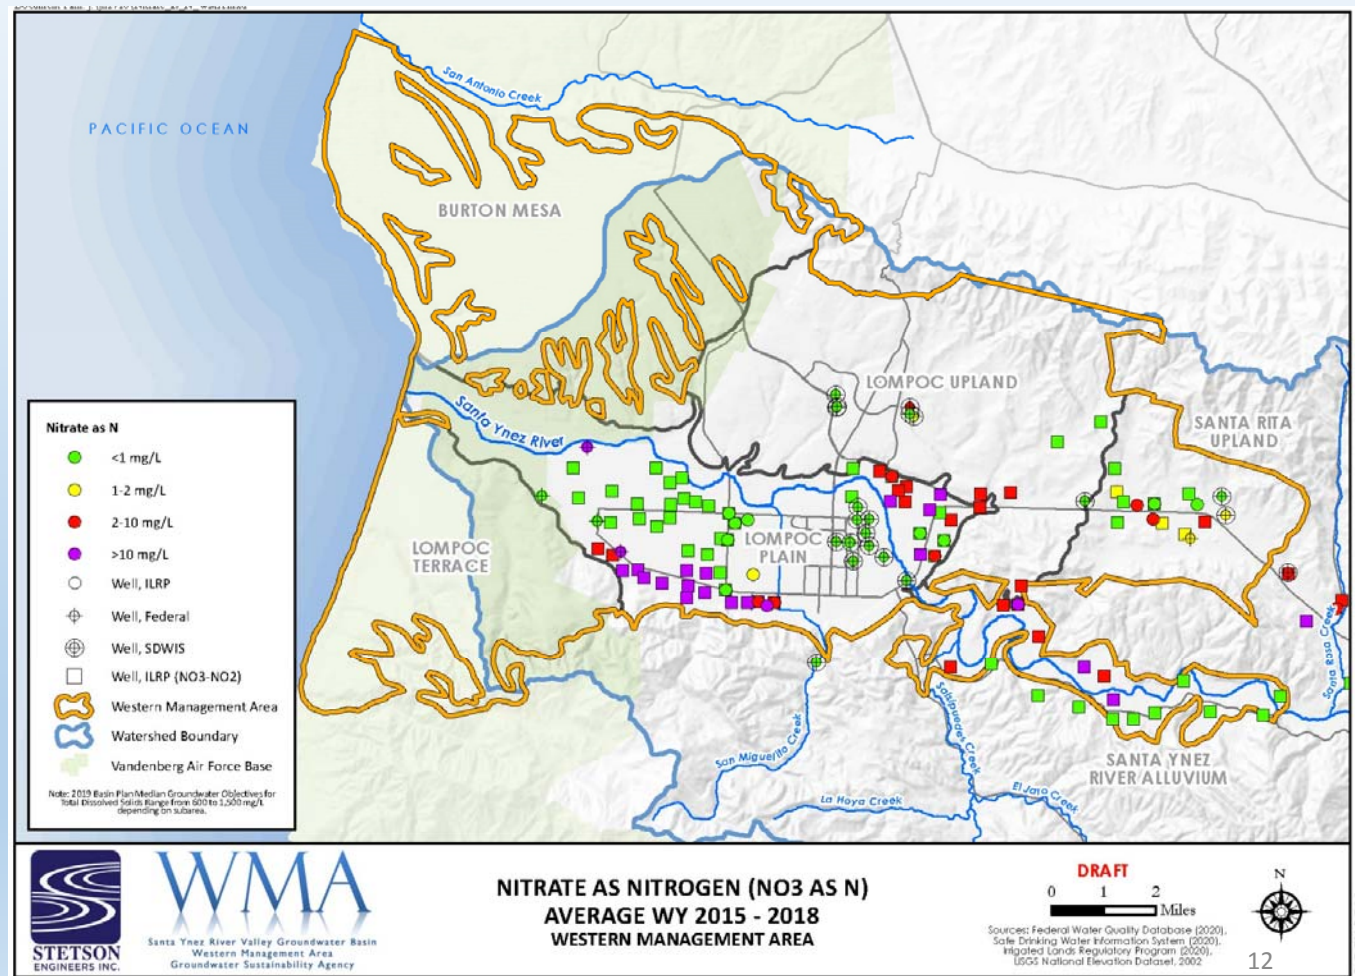 PACIFIC OCEAN
San Antonio Creek
BURTON MESA
LOMPOC UPLAND
SANTA RITA
UPLAND
Santa Ynez River
LOMPOC
PLAIN
LOMPOC
TERRACE
Santa Rosa Creek
Salsipuedes Creek
San Miguelito Creek
SANTA YNEZ
RIVER ALLUVIUM
El Jaro Creek
La Hoya Creek
Nitrate as N
<1 mg/L
1-2 mg/L
2-10 mg/L
>10 mg/L
Well, ILRP
Well, Federal
Well, SDWIS
Well, ILRP (NO3-NO2)
Western Management Area
Watershed Boundary
Vandenberg Air Force Base
Note: 2019 Basin Plan Median Groundwater Objectives for
Total Dissolved Solids Range from 600 to 1,500 mg/L
depending on subarea.
STETSON
ENGINEERS INC.
WMA
Santa Ynez River Valley Groundwater Basin
Western Management Area
Groundwater Sustainability Agency
NITRATE AS NITROGEN (NO3 AS N)
AVERAGE WY 2015 - 2018
WESTERN MANAGEMENT AREA
DRAFT
0 1 2
Miles
N
Sources: Federal Water Quality Database (2020),
Safe Drinking Water Information System (2020),
Irrigated Lands Regulatory Program (2020),
USGS National Elevation Dataset, 2002
12